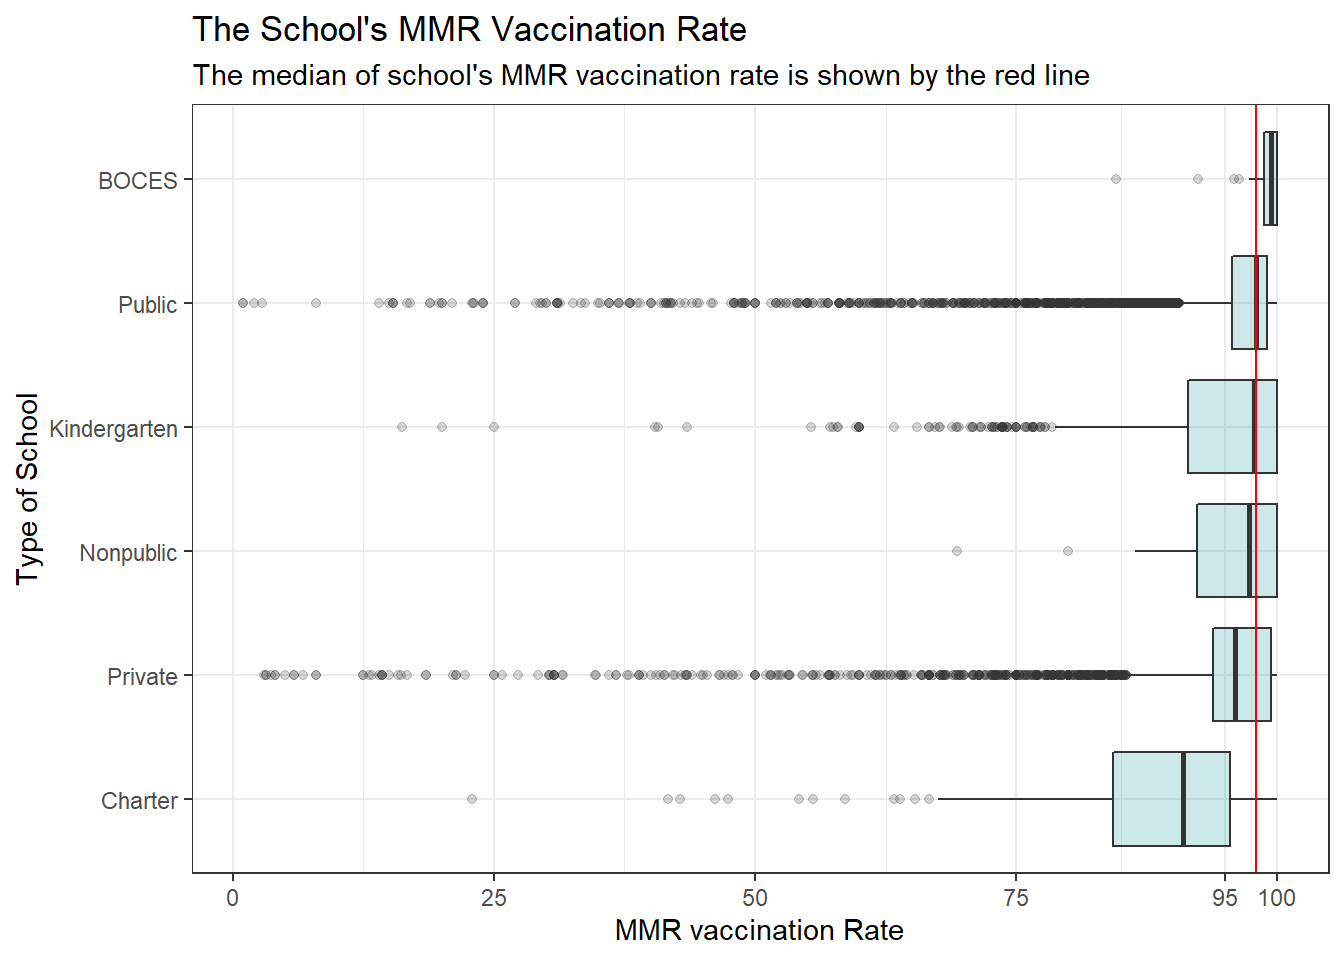 The School's MMR Vaccination Rate
The median of school's MMR vaccination rate is shown by the red line
Type of School
BOCES
Public
Kindergarten
Nonpublic
Private
Charter
0 25 50 75 95 100
MMR vaccination Rate